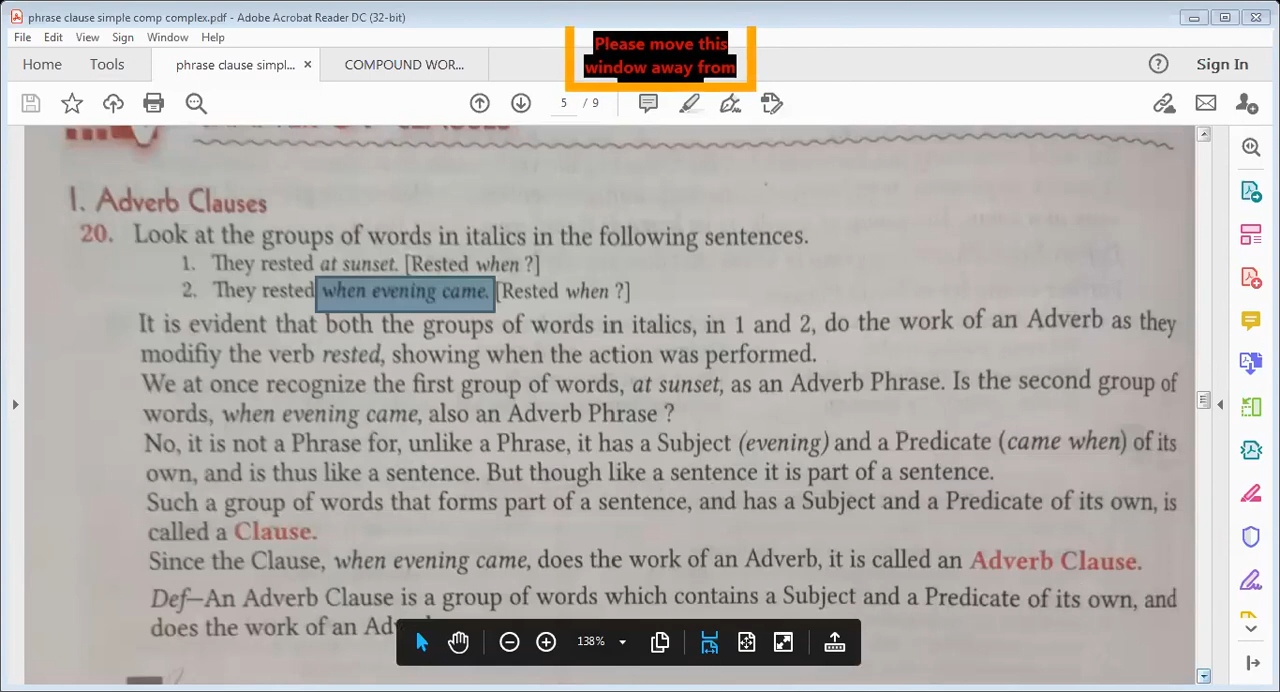 phrase clause simple comp complex.pdf - Adobe Acrobat Reader DC (32-bit)
File Edit View Sign Window Help
Please move this
window away from
Home Tools phrase clause simpl... × COMPOUND WOR... Sign In
5 / 9
CLAUSES
I. Adverb Clauses
20. Look at the groups of words in italics in the following sentences.
1. They rested at sunset. [Rested when ?]
2. They rested when evening came. [Rested when ?]
It is evident that both the groups of words in italics, in 1 and 2, do the work of an Adverb as they
modifiy the verb rested, showing when the action was performed.
We at once recognize the first group of words, at sunset, as an Adverb Phrase. Is the second group of
words, when evening came, also an Adverb Phrase ?
No, it is not a Phrase for, unlike a Phrase, it has a Subject (evening) and a Predicate (came when) of its
own, and is thus like a sentence. But though like a sentence it is part of a sentence.
Such a group of words that forms part of a sentence, and has a Subject and a Predicate of its own, is
called a Clause.
Since the Clause, when evening came, does the work of an Adverb, it is called an Adverb Clause.
Def—An Adverb Clause is a group of words which contains a Subject and a Predicate of its own, and
does the work of an
138%